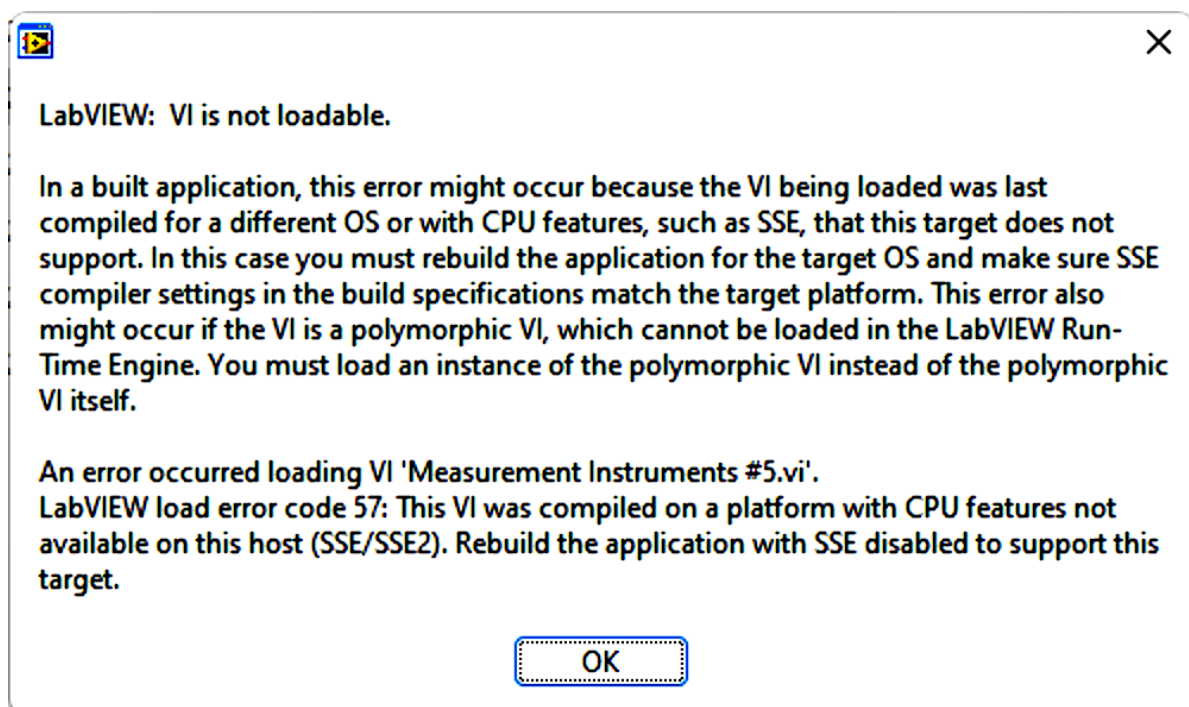 LabVIEW:  VI is not loadable.
In a built application, this error might occur because the VI being loaded was last
compiled for a different OS or with CPU features, such as SSE, that this target does not
support. In this case you must rebuild the application for the target OS and make sure SSE
compiler settings in the build specifications match the target platform. This error also
might occur if the VI is a polymorphic VI, which cannot be loaded in the LabVIEW Run-
Time Engine. You must load an instance of the polymorphic VI instead of the polymorphic
VI itself.
An error occurred loading VI 'Measurement Instruments #5.vi'.
LabVIEW load error code 57: This VI was compiled on a platform with CPU features not
available on this host (SSE/SSE2). Rebuild the application with SSE disabled to support this
target.
OK